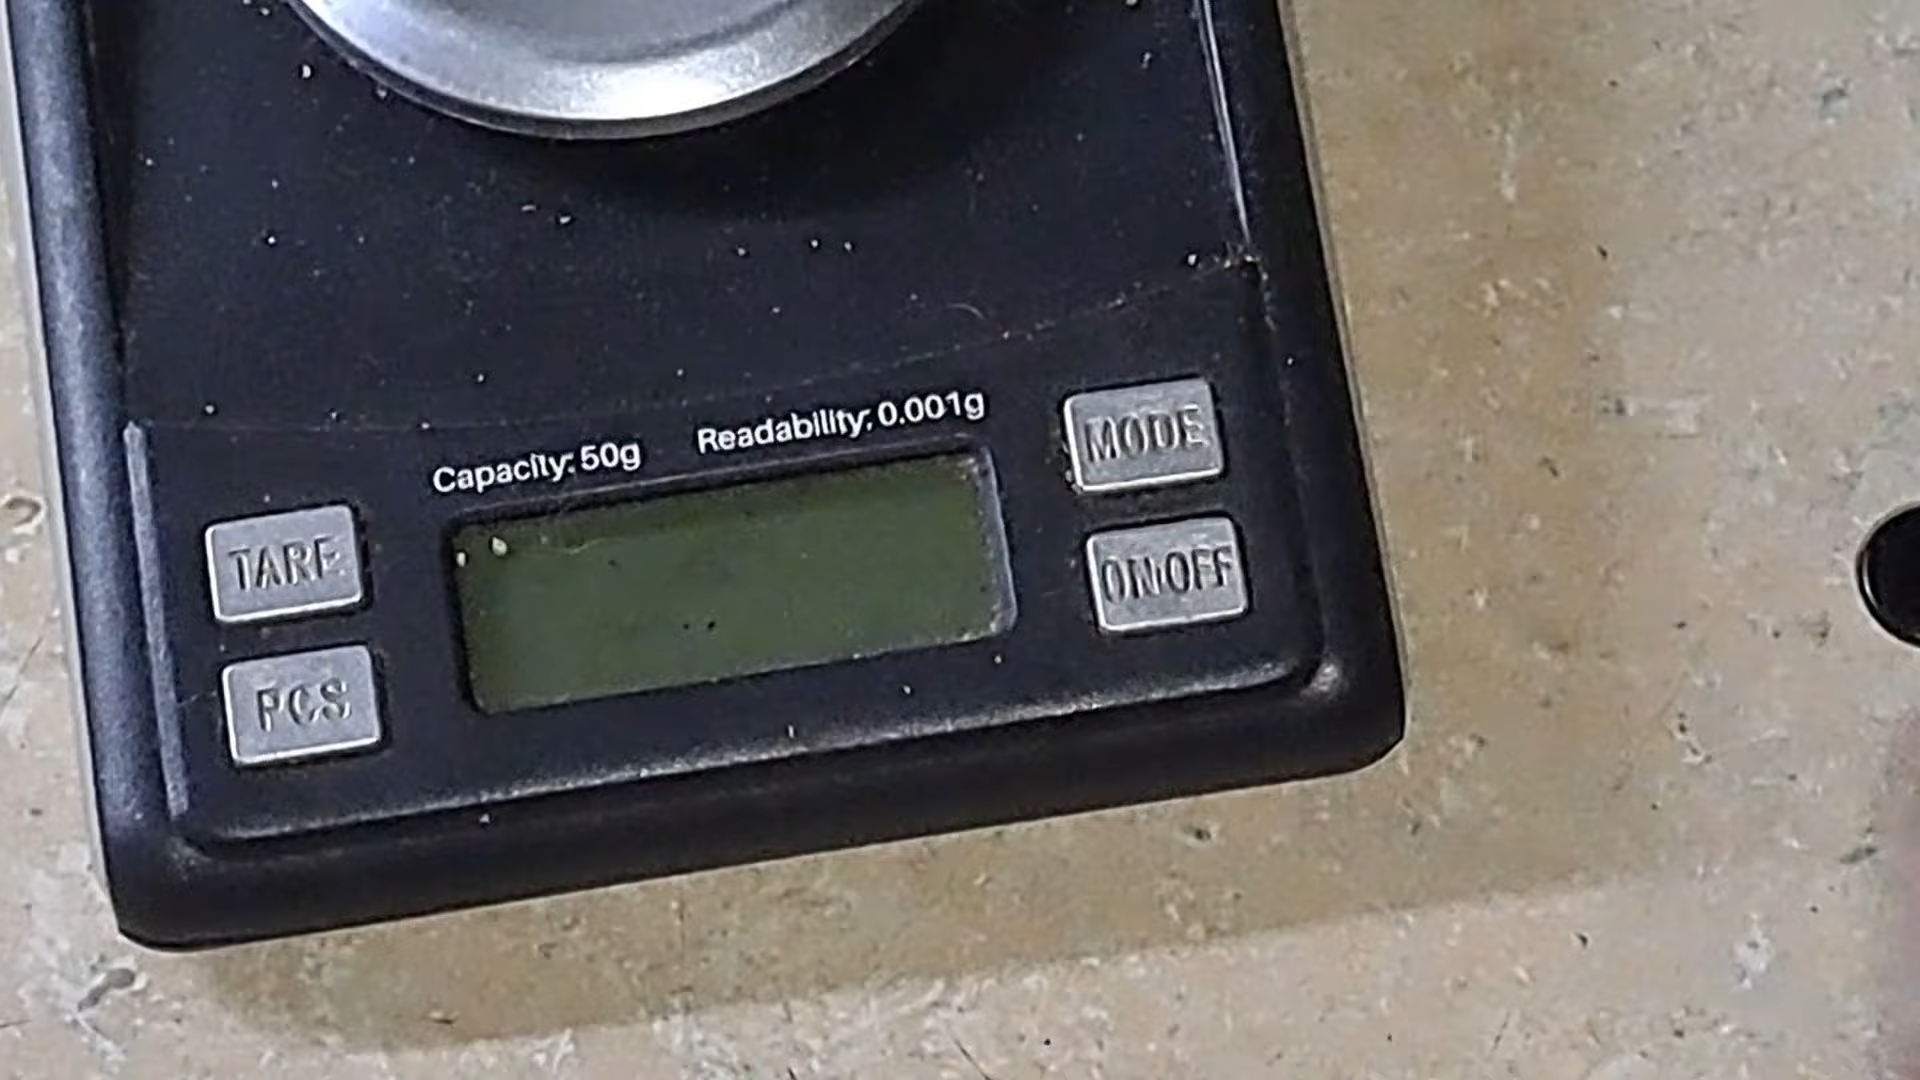 Capacity: 50g Readability: 0.001g
MODE
TARE
ON·OFF
PCS